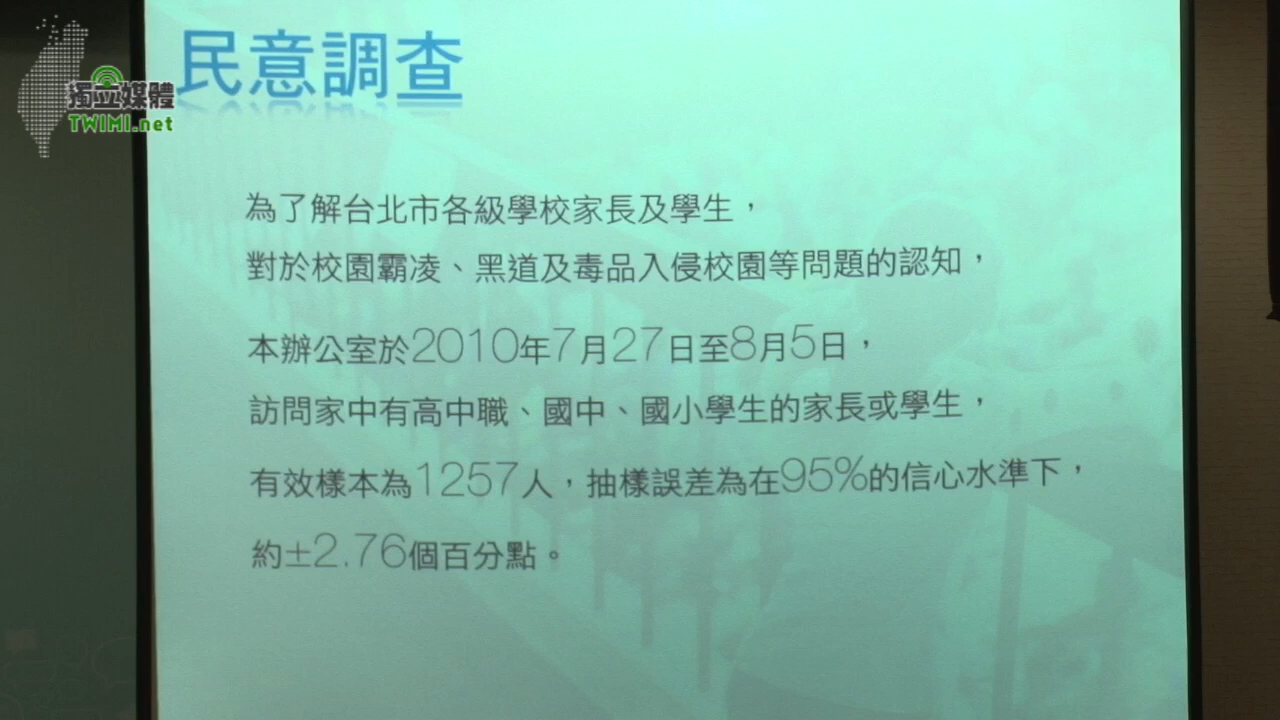 民意調查
獨立媒體
TWIMI.net
為了解台北市各級學校家長及學生，
對於校園霸凌、黑道及毒品入侵校園等問題的認知，
本辦公室於2010年7月27日至8月5日，
訪問家中有高中職、國中、國小學生的家長或學生，
有效樣本為1257人，抽樣誤差為在95%的信心水準下，
約±2.76個百分點。